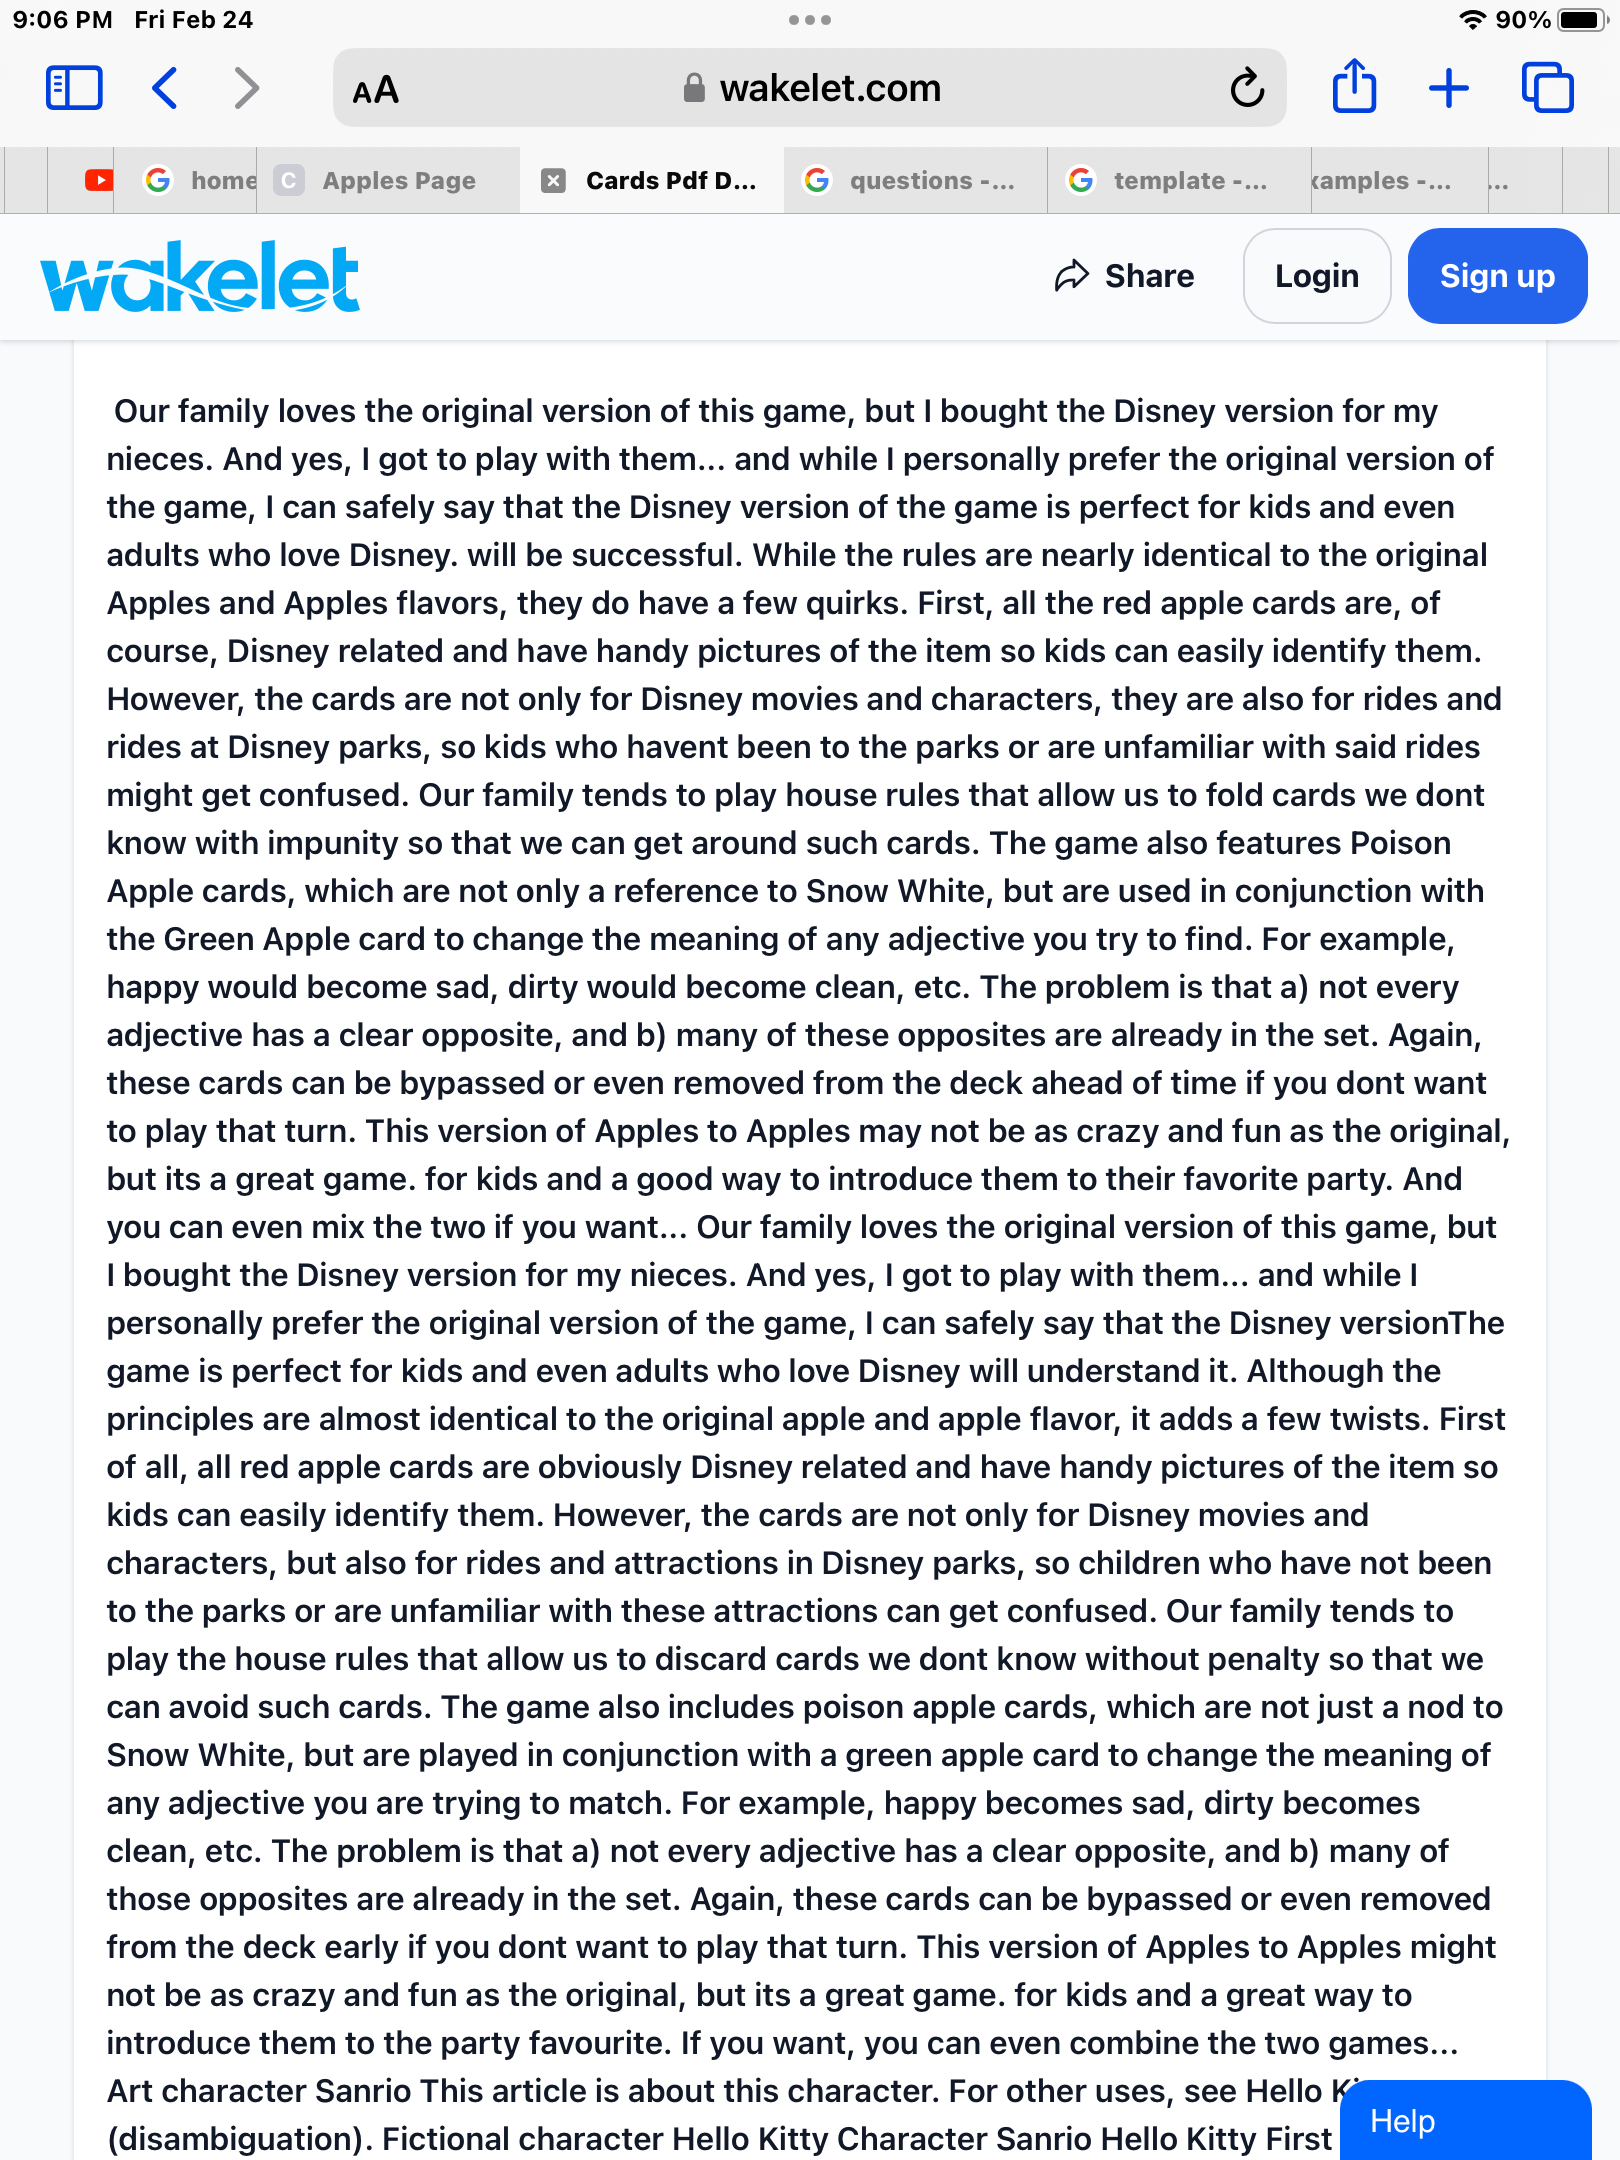 9:06 PM Fri Feb 24
90%
AA wakelet.com
home
C Apples Page
Cards Pdf D...
questions -...
template -...
xamples -...
...
wakelet
Share
Login
Sign up
Our family loves the original version of this game, but I bought the Disney version for my
nieces. And yes, I got to play with them... and while I personally prefer the original version of
the game, I can safely say that the Disney version of the game is perfect for kids and even
adults who love Disney. will be successful. While the rules are nearly identical to the original
Apples and Apples flavors, they do have a few quirks. First, all the red apple cards are, of
course, Disney related and have handy pictures of the item so kids can easily identify them.
However, the cards are not only for Disney movies and characters, they are also for rides and
rides at Disney parks, so kids who havent been to the parks or are unfamiliar with said rides
might get confused. Our family tends to play house rules that allow us to fold cards we dont
know with impunity so that we can get around such cards. The game also features Poison
Apple cards, which are not only a reference to Snow White, but are used in conjunction with
the Green Apple card to change the meaning of any adjective you try to find. For example,
happy would become sad, dirty would become clean, etc. The problem is that a) not every
adjective has a clear opposite, and b) many of these opposites are already in the set. Again,
these cards can be bypassed or even removed from the deck ahead of time if you dont want
to play that turn. This version of Apples to Apples may not be as crazy and fun as the original,
but its a great game. for kids and a good way to introduce them to their favorite party. And
you can even mix the two if you want... Our family loves the original version of this game, but
I bought the Disney version for my nieces. And yes, I got to play with them... and while I
personally prefer the original version of the game, I can safely say that the Disney versionThe
game is perfect for kids and even adults who love Disney will understand it. Although the
principles are almost identical to the original apple and apple flavor, it adds a few twists. First
of all, all red apple cards are obviously Disney related and have handy pictures of the item so
kids can easily identify them. However, the cards are not only for Disney movies and
characters, but also for rides and attractions in Disney parks, so children who have not been
to the parks or are unfamiliar with these attractions can get confused. Our family tends to
play the house rules that allow us to discard cards we dont know without penalty so that we
can avoid such cards. The game also includes poison apple cards, which are not just a nod to
Snow White, but are played in conjunction with a green apple card to change the meaning of
any adjective you are trying to match. For example, happy becomes sad, dirty becomes
clean, etc. The problem is that a) not every adjective has a clear opposite, and b) many of
those opposites are already in the set. Again, these cards can be bypassed or even removed
from the deck early if you dont want to play that turn. This version of Apples to Apples might
not be as crazy and fun as the original, but its a great game. for kids and a great way to
introduce them to the party favourite. If you want, you can even combine the two games...
Art character Sanrio This article is about this character. For other uses, see Hello
(disambiguation). Fictional character Hello Kitty Character Sanrio Hello Kitty First
Help